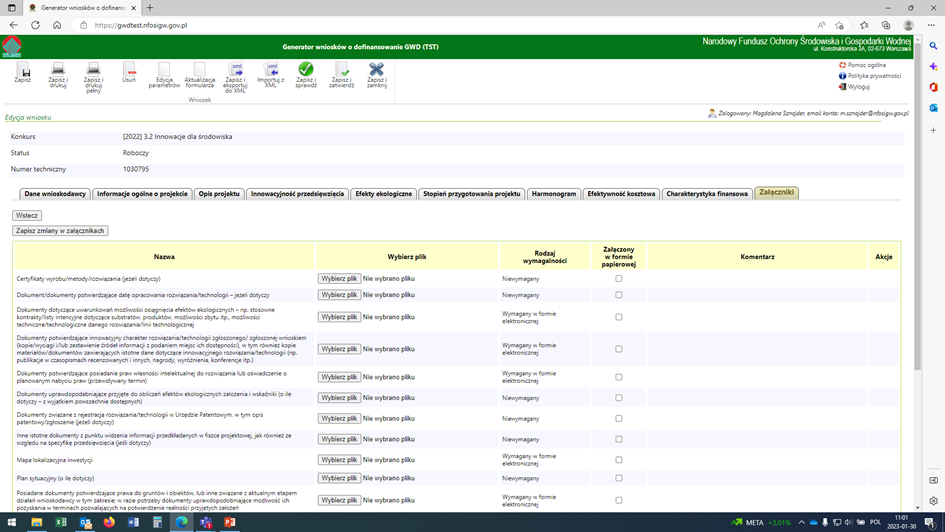 Generator wniosków o dofinansowanie GWD (TST)
https://gwdtest.nfosigw.gov.pl
Generator wniosków o dofinansowanie GWD (TST)
Narodowy Fundusz Ochrony Środowiska i Gospodarki Wodnej
ul. Konstruktorska 3A, 02-673 Warszawa
Zapisz
Zapisz i drukuj
Zapisz i drukuj pełny
Usuń
Edycja parametrów
Aktualizacja formularza
Zapisz i eksportuj do XML
Importuj z XML
Zapisz i sprawdź
Zapisz i zatwierdź
Zapisz i zamknij
Wniosek
Pomoc ogólna
Polityka prywatności
Wyloguj
Edycja wniosku
Zalogowany: Magdalena Sznajder, email konta: m.sznajder@nfosigw.gov.pl
Konkurs [2022] 3.2 Innowacje dla środowiska
Status Roboczy
Numer techniczny 1030795
Dane wnioskodawcy Informacje ogólne o projekcie Opis projektu Innowacyjność przedsięwzięcia Efekty ekologiczne Stopień przygotowania projektu Harmonogram Efektywność kosztowa Charakterystyka finansowa Załączniki
Wstecz
Zapisz zmiany w załącznikach
Nazwa Wybierz plik Rodzaj wymagalności Załączony w formie papierowej Komentarz Akcje
Certyfikaty wyrobu/metody/rozwiązania (jeżeli dotyczy) Wybierz plik Nie wybrano pliku Niewymagany
Dokument/dokumenty potwierdzające datę opracowania rozwiązania/technologii – jeżeli dotyczy Wybierz plik Nie wybrano pliku Niewymagany
Dokumenty dotyczące uwarunkowań możliwości osiągnięcia efektów ekologicznych – np. stosowne
kontrakty/listy intencyjne dotyczące substratów, produktów, możliwości zbytu itp., możliwości
techniczne/technologiczne danego rozwiązania/linii technologicznej
Wybierz plik Nie wybrano pliku Wymagany w formie elektronicznej
Dokumenty potwierdzające innowacyjny charakter rozwiązania/technologii zgłoszonego/ zgłoszonej wnioskiem
(kopie/wyciągi i/lub zestawienie źródeł informacji z podaniem miejsc ich dostępności), w tym również kopie
materiałów/dokumentów zawierających istotne dane dotyczące innowacyjnego rozwiązania/technologii (np.
publikacje w czasopismach recenzowanych i innych, nagrody, wyróżnienia, konferencje itp.)
Wybierz plik Nie wybrano pliku Wymagany w formie elektronicznej
Dokumenty potwierdzające posiadanie praw własności intelektualnej do rozwiązania lub oświadczenie o
planowanym nabyciu praw (przewidywany termin)
Wybierz plik Nie wybrano pliku Wymagany w formie elektronicznej
Dokumenty uprawdopodabniające przyjęte do obliczeń efektów ekologicznych założenia i wskaźniki (o ile
dotyczy – z wyjątkiem powszechnie dostępnych)
Wybierz plik Nie wybrano pliku Niewymagany
Dokumenty związane z rejestracją rozwiązania/technologii w Urzędzie Patentowym, w tym opis
patentowy/zgłoszenie (jeżeli dotyczy)
Wybierz plik Nie wybrano pliku Niewymagany
Inne istotne dokumenty z punktu widzenia informacji przedkładanych w fiszce projektowej, jak również ze
względu na specyfikę przedsięwzięcia (jeśli dotyczy)
Wybierz plik Nie wybrano pliku Niewymagany
Mapa lokalizacyjna inwestycji Wybierz plik Nie wybrano pliku Wymagany w formie elektronicznej
Plan sytuacyjny (o ile dotyczy) Wybierz plik Nie wybrano pliku Niewymagany
Posiadane dokumenty potwierdzające prawa do gruntów i obiektów, lub inne związane z aktualnym etapem
działań wnioskodawcy w tym zakresie; w razie potrzeby dokumenty uprawdopodobniające możliwość ich
pozyskania w terminach pozwalających na potwierdzenie realności przyjętych założeń
Wybierz plik Nie wybrano pliku Wymagany w formie elektronicznej
META +3,01%
POL
11:01
2023-01-30